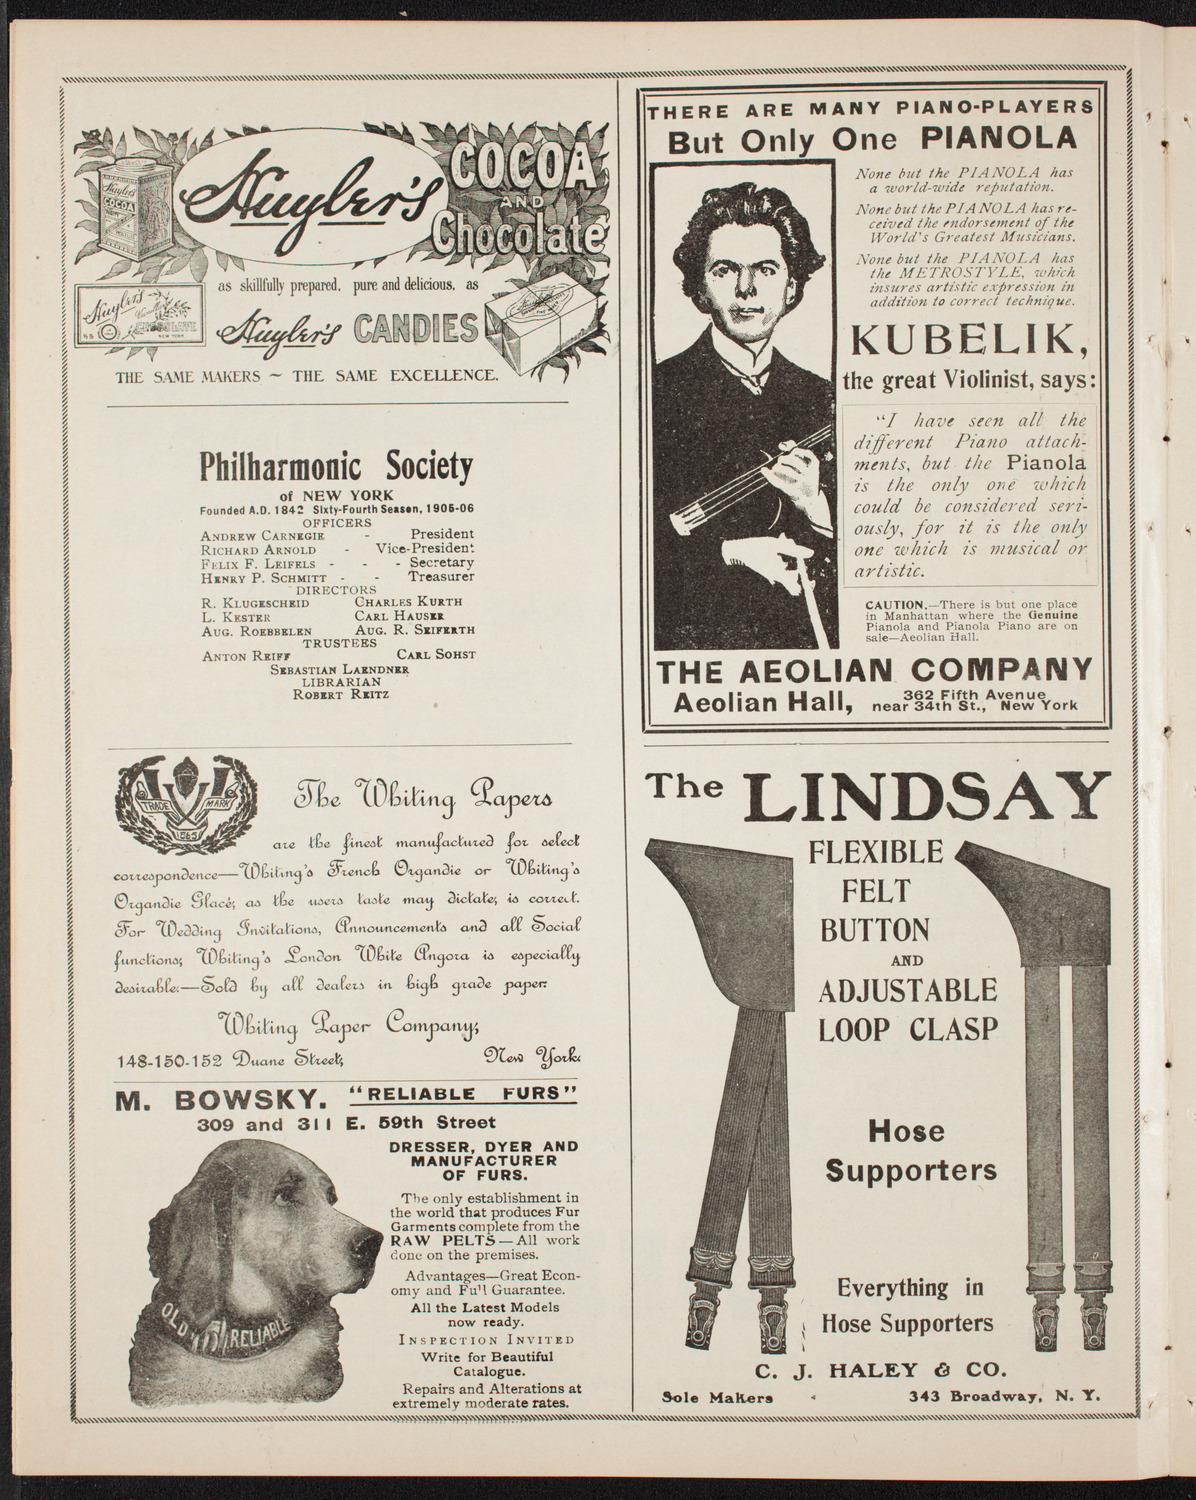 Huyler's
COCOA
AND
Chocolate
Huyler's
COCOA
as skillfully prepared, pure and delicious, as
Huyler's
CHOCOLATE
NEW YORK
Huyler's CANDIES
THE SAME MAKERS ~ THE SAME EXCELLENCE.
Philharmonic Society
of NEW YORK
Founded A.D. 1842 Sixty-Fourth Season, 1905-06
OFFICERS
ANDREW CARNEGIE - President
RICHARD ARNOLD - Vice-President
FELIX F. LEIFELS - - - Secretary
HENRY P. SCHMITT - - Treasurer
DIRECTORS
R. KLUGESCHEID CHARLES KURTH
L. KESTER CARL HAUSER
AUG. ROEBBELEN AUG. R. SEIFERTH
TRUSTEES
ANTON REIFF CARL SOHST
SEBASTIAN LAENDNER
LIBRARIAN
ROBERT REITZ
TRADE MARK
1865
The Whiting Papers
are the finest manufactured for select
correspondence—Whiting's French Organdie or Whiting's
Organdie Glacé, as the users taste may dictate, is correct.
For Wedding Invitations, Announcements and all Social
functions, Whiting's London White Angora is especially
desirable.—Sold by all dealers in high grade paper.
Whiting Paper Company,
148-150-152 Duane Street, New York.
M. BOWSKY. "RELIABLE FURS"
309 and 311 E. 59th Street
DRESSER, DYER AND
MANUFACTURER
OF FURS.
The only establishment in
the world that produces Fur
Garments complete from the
RAW PELTS—All work
done on the premises.
Advantages—Great Econ-
omy and Full Guarantee.
All the Latest Models
now ready.
INSPECTION INVITED
Write for Beautiful
Catalogue.
Repairs and Alterations at
extremely moderate rates.
OLD RELIABLE
THERE ARE MANY PIANO-PLAYERS
But Only One PIANOLA
None but the PIANOLA has
a world-wide reputation.
None but the PIANOLA has re-
ceived the endorsement of the
World's Greatest Musicians.
None but the PIANOLA has
the METROSTYLE, which
insures artistic expression in
addition to correct technique.
KUBELIK,
the great Violinist, says:
"I have seen all the
different Piano attach-
ments, but the Pianola
is the only one which
could be considered seri-
ously, for it is the only
one which is musical or
artistic.
CAUTION.—There is but one place
in Manhattan where the Genuine
Pianola and Pianola Piano are on
sale—Aeolian Hall.
THE AEOLIAN COMPANY
Aeolian Hall, 362 Fifth Avenue,
near 34th St., New York
The LINDSAY
FLEXIBLE
FELT
BUTTON
AND
ADJUSTABLE
LOOP CLASP
Hose
Supporters
Everything in
Hose Supporters
C. J. HALEY & CO.
Sole Makers - 343 Broadway, N. Y.